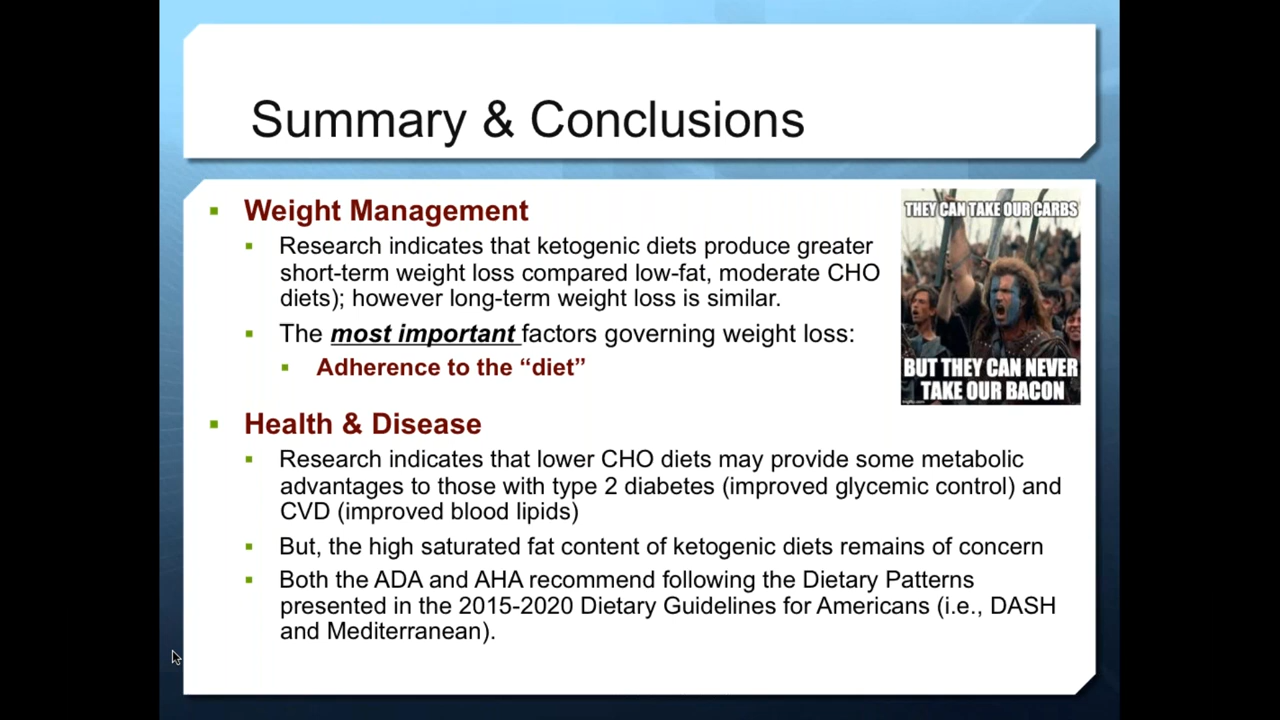 Summary & Conclusions
Weight Management
Research indicates that ketogenic diets produce greater
short-term weight loss compared low-fat, moderate CHO
diets); however long-term weight loss is similar.
The most important factors governing weight loss:
Adherence to the “diet”
THEY CAN TAKE OUR CARBS
BUT THEY CAN NEVER
TAKE OUR BACON
imgflip.com
Health & Disease
Research indicates that lower CHO diets may provide some metabolic
advantages to those with type 2 diabetes (improved glycemic control) and
CVD (improved blood lipids)
But, the high saturated fat content of ketogenic diets remains of concern
Both the ADA and AHA recommend following the Dietary Patterns
presented in the 2015-2020 Dietary Guidelines for Americans (i.e., DASH
and Mediterranean).